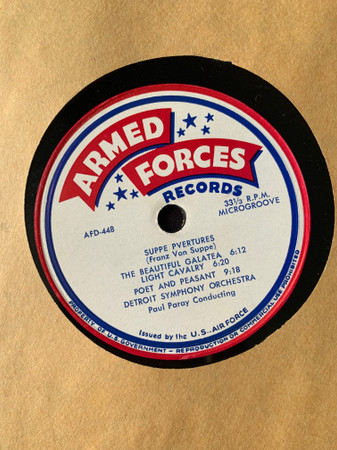 ARMED
FORCES
RECORDS
AFD-448
33⅓ R.P.M.
MICROGROOVE
SUPPE PVERTURES
(Franz Von Suppe)
THE BEAUTIFUL GALATEA 6:12
LIGHT CAVALRY 6:20
POET AND PEASANT 9:18
DETROIT SYMPHONY ORCHESTRA
Paul Paray Conducting
Issued by the U.S. AIR FORCE
PROPERTY OF U.S. GOVERNMENT - REPRODUCTION OR COMMERCIAL USE PROHIBITED